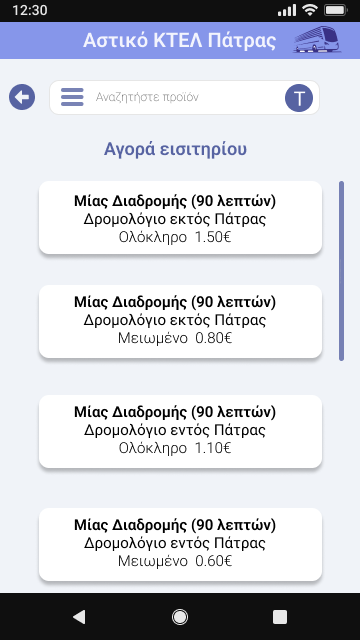 12:30
Αστικό ΚΤΕΛ Πάτρας
Αναζητήστε προϊόν
T
Αγορά εισιτηρίου
Μίας Διαδρομής (90 λεπτών)
Δρομολόγιο εκτός Πάτρας
Ολόκληρο 1.50€
Μίας Διαδρομής (90 λεπτών)
Δρομολόγιο εκτός Πάτρας
Μειωμένο 0.80€
Μίας Διαδρομής (90 λεπτών)
Δρομολόγιο εντός Πάτρας
Ολόκληρο 1.10€
Μίας Διαδρομής (90 λεπτών)
Δρομολόγιο εντός Πάτρας
Μειωμένο 0.60€